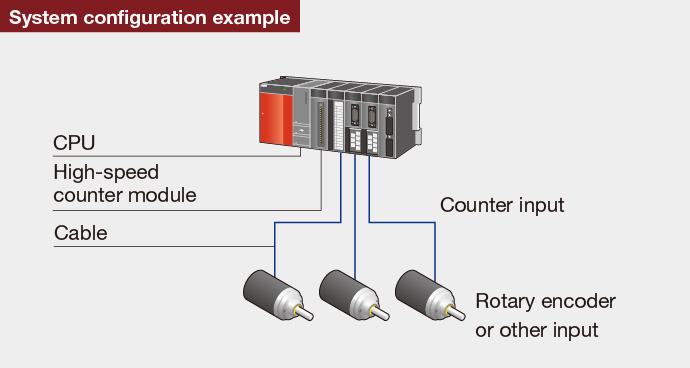 System configuration example
CPU
High-speed
counter module
Cable
Counter input
Rotary encoder
or other input